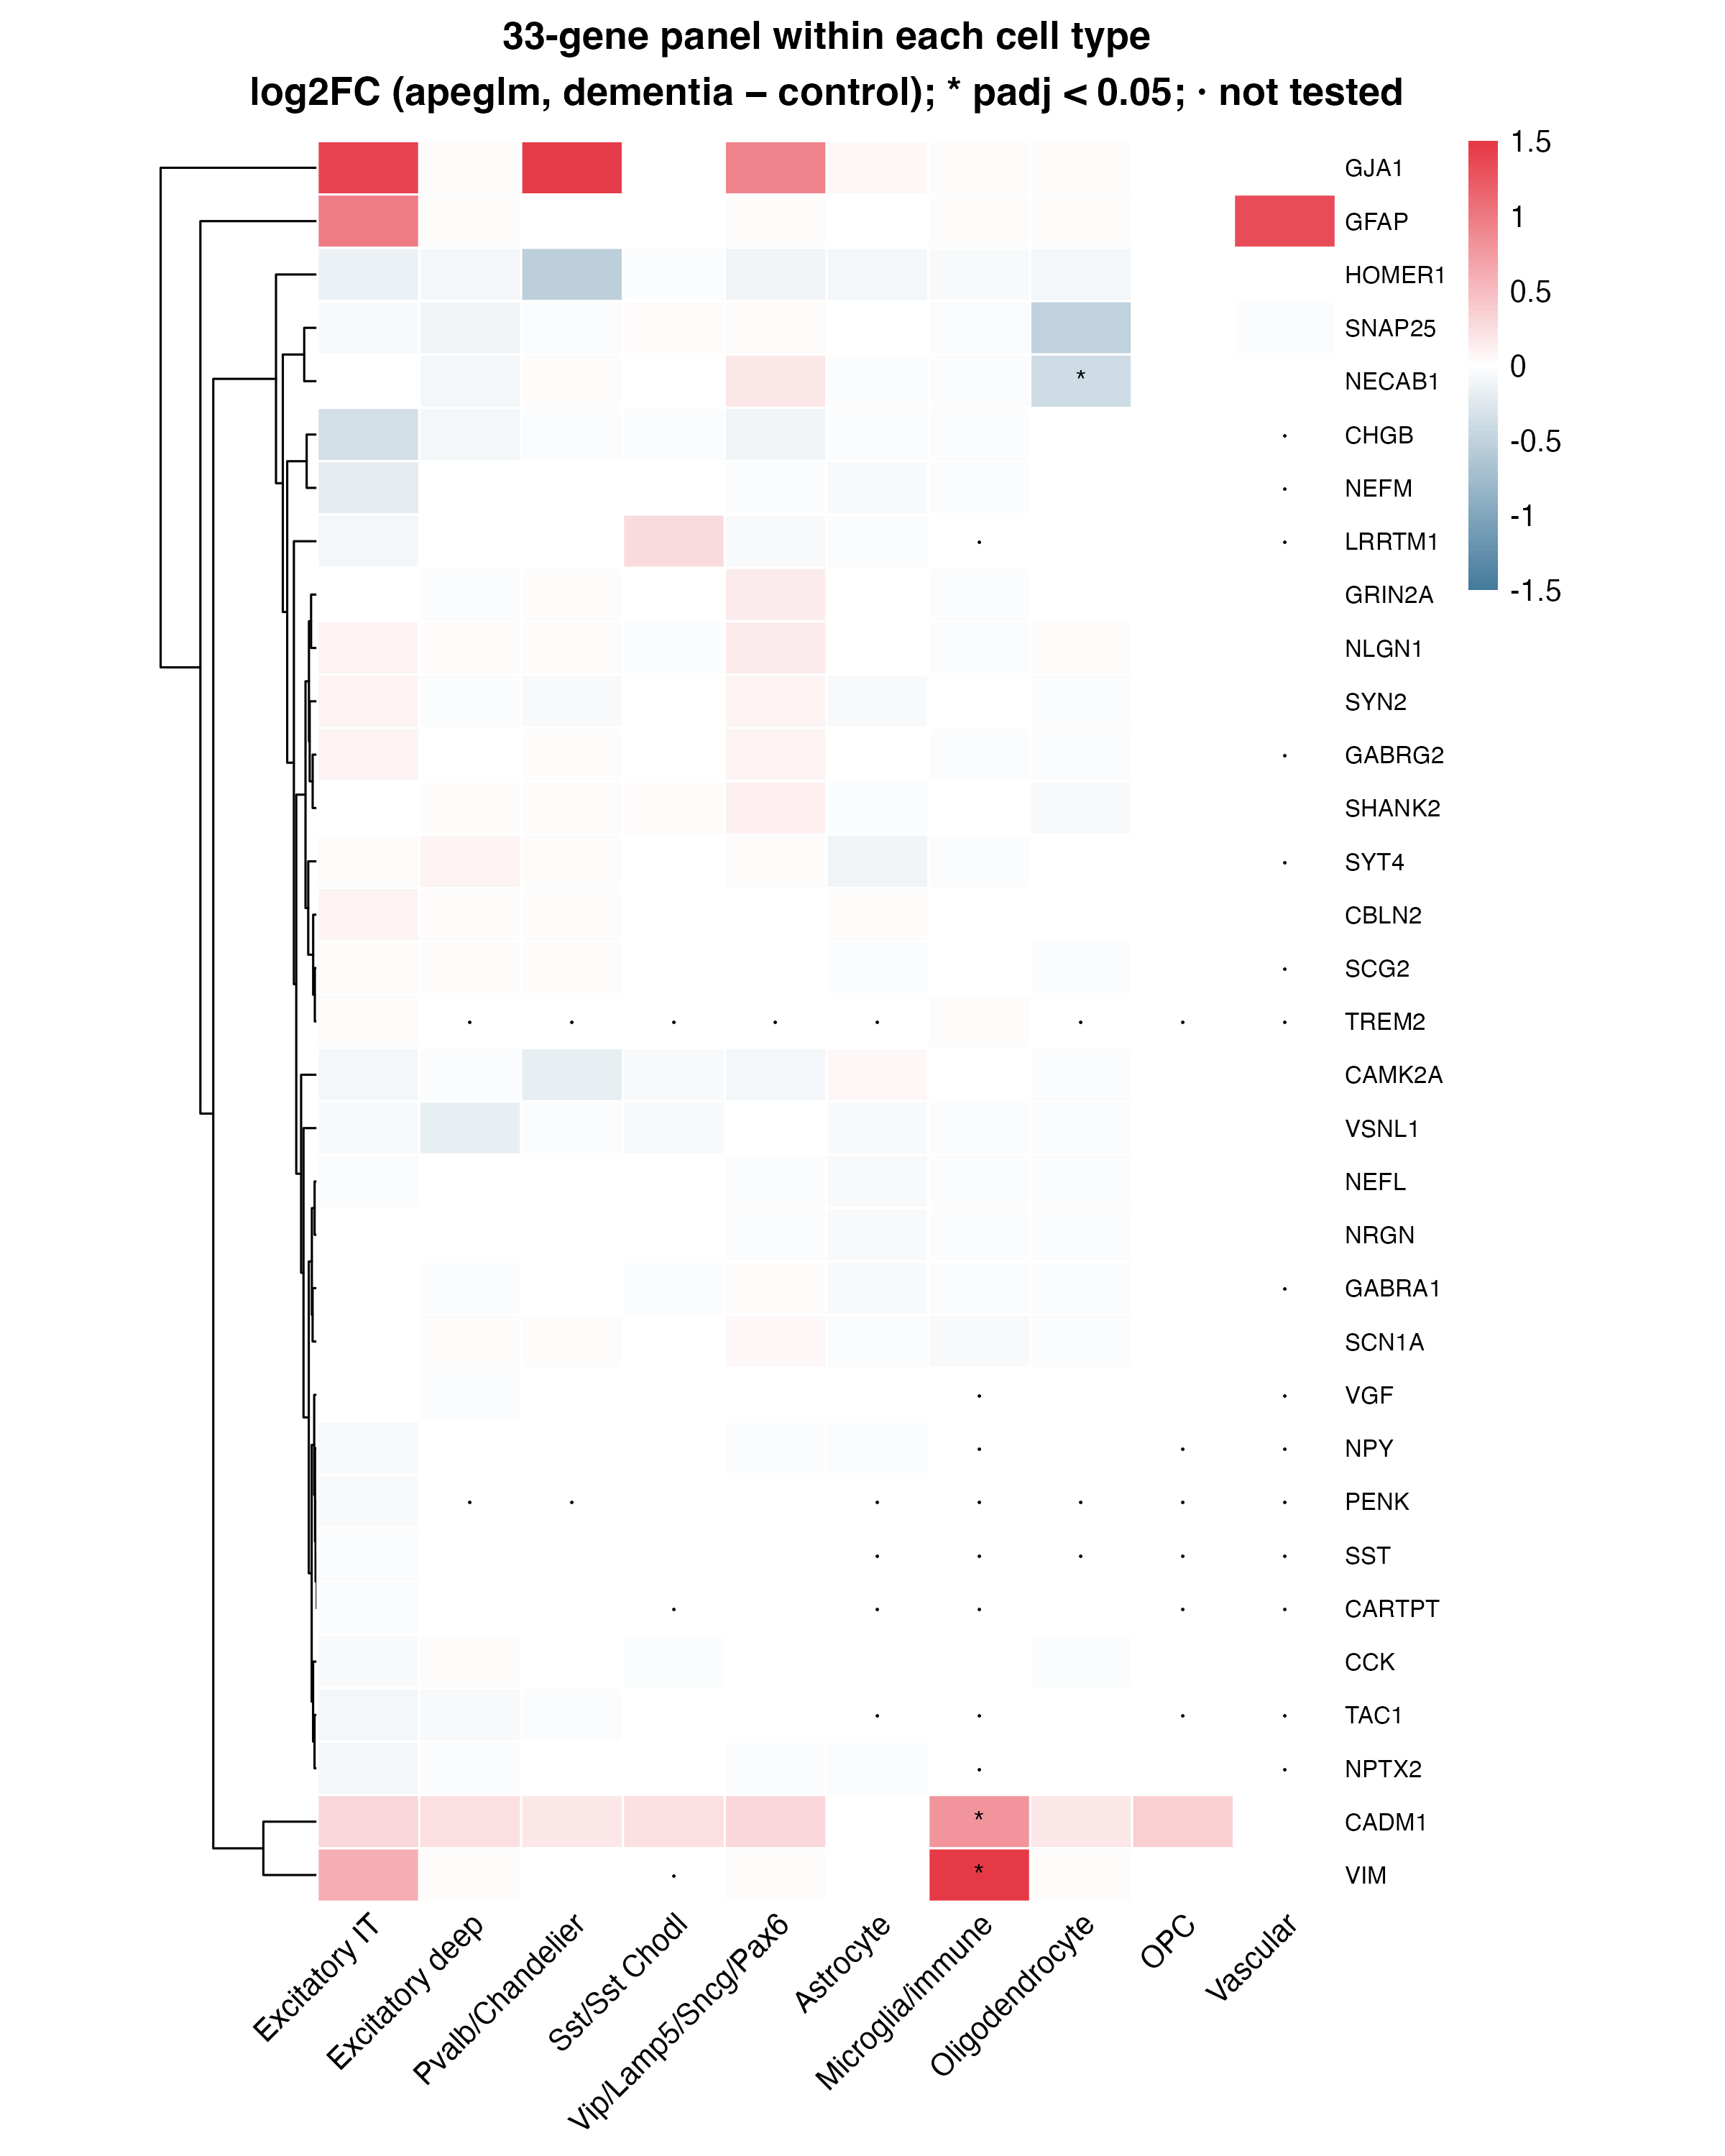 33-gene panel within each cell type
log2FC (apeglm, dementia – control); * padj < 0.05; · not tested
1.5
1
0.5
0
-0.5
-1
-1.5
GJA1
GFAP
HOMER1
SNAP25
* NECAB1
· CHGB
· NEFM
· · LRRTM1
GRIN2A
NLGN1
SYN2
· GABRG2
SHANK2
· SYT4
CBLN2
· SCG2
· · · · · · · · TREM2
CAMK2A
VSNL1
NEFL
NRGN
· GABRA1
SCN1A
· · VGF
· · · NPY
· · · · · · · PENK
· · · · · SST
· · · · · CARTPT
CCK
· · · · TAC1
· · NPTX2
* CADM1
· * VIM
Excitatory IT
Excitatory deep
Pvalb/Chandelier
Sst/Sst Chodl
Vip/Lamp5/Sncg/Pax6
Astrocyte
Microglia/immune
Oligodendrocyte
OPC
Vascular